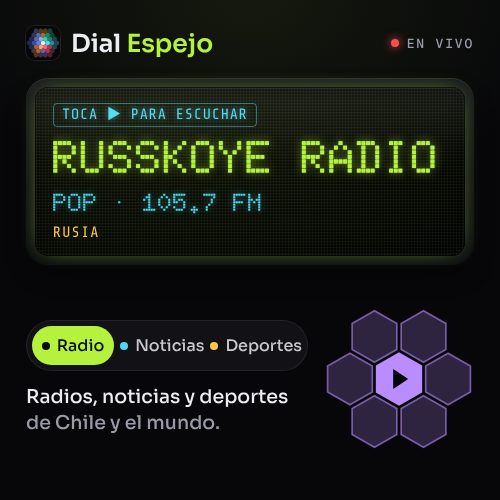 Dial Espejo
EN VIVO
TOCA ▶ PARA ESCUCHAR
RUSSKOYE RADIO
POP · 105.7 FM
RUSIA
Radio
Noticias
Deportes
Radios, noticias y deportes
de Chile y el mundo.